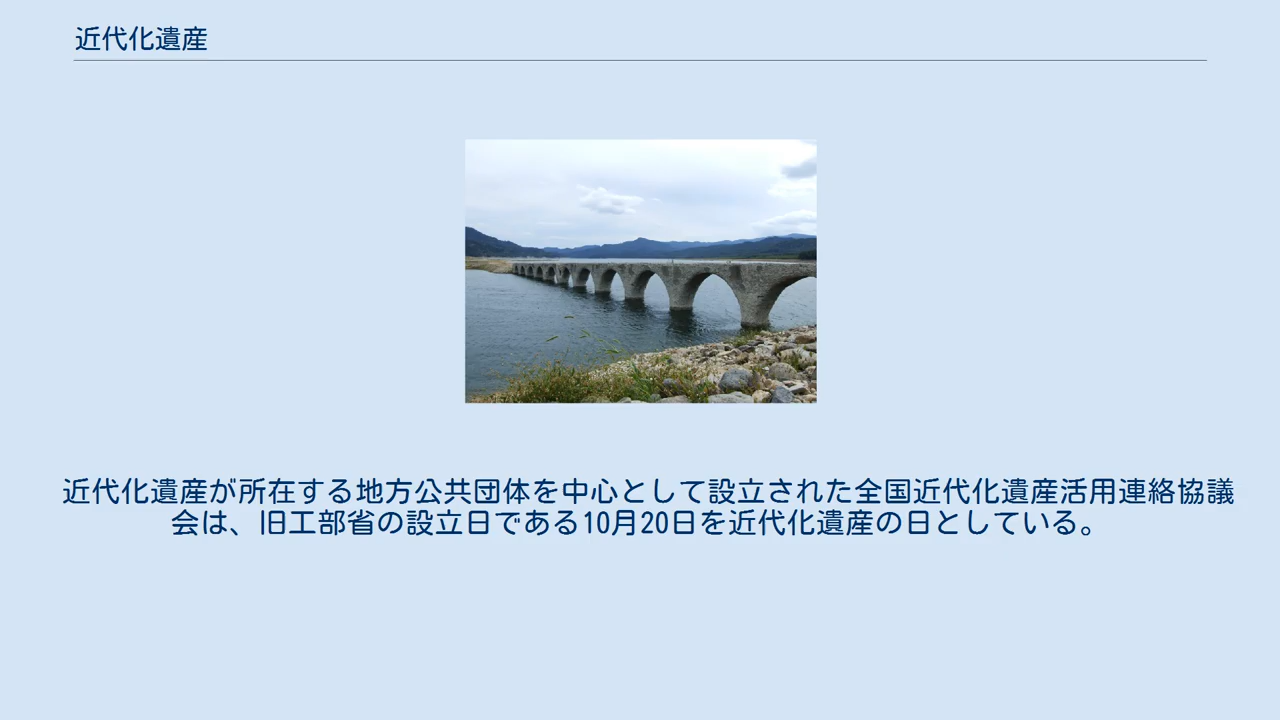 近代化遺産
近代化遺産が所在する地方公共団体を中心として設立された全国近代化遺産活用連絡協議
会は、旧工部省の設立日である10月20日を近代化遺産の日としている。